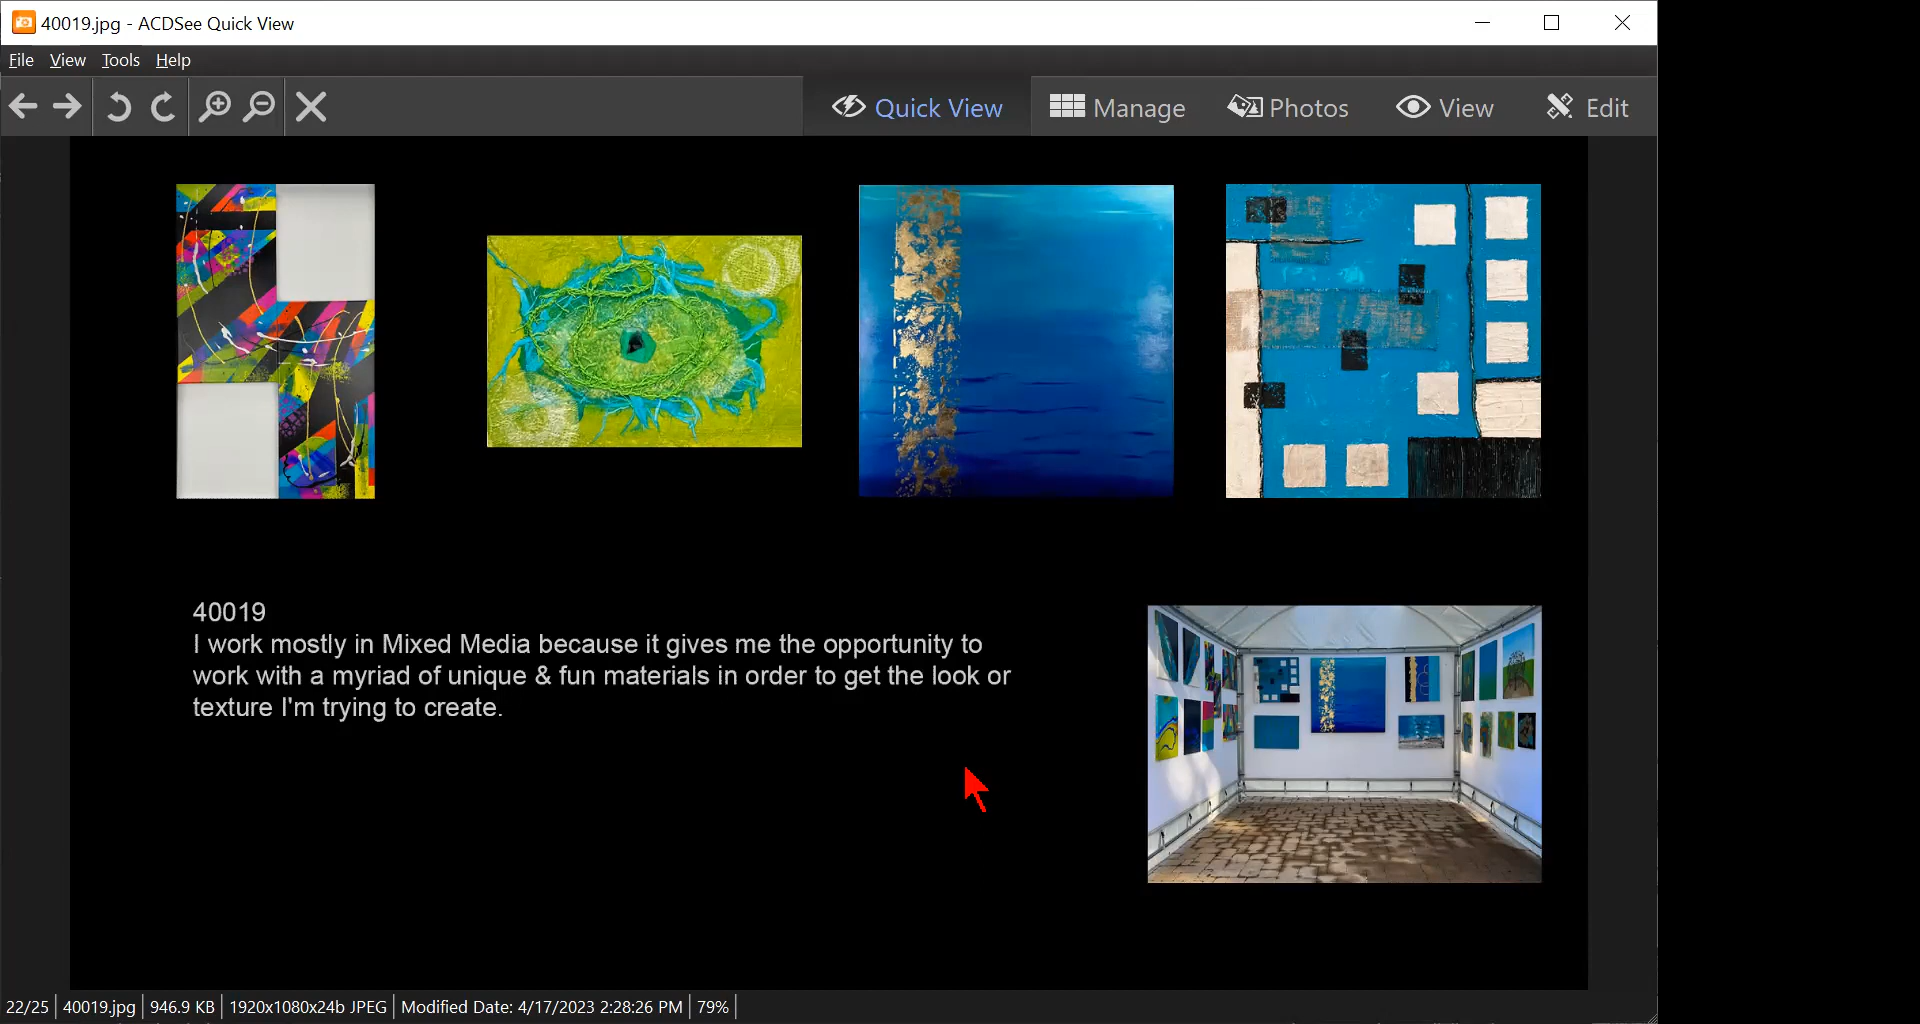 40019.jpg - ACDSee Quick View
File View Tools Help
Quick View Manage Photos View Edit
40019
I work mostly in Mixed Media because it gives me the opportunity to
work with a myriad of unique & fun materials in order to get the look or
texture I'm trying to create.
22/25 40019.jpg 946.9 KB 1920x1080x24b JPEG Modified Date: 4/17/2023 2:28:26 PM 79%